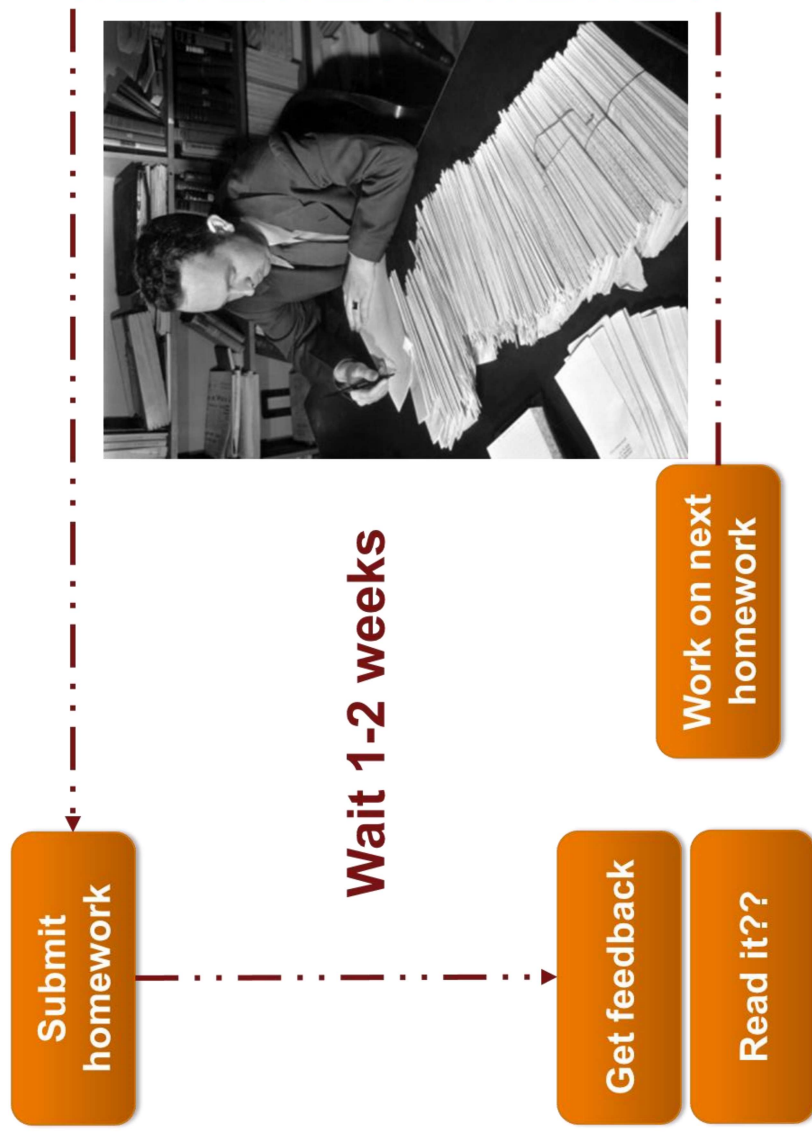 Submit
homework
Wait 1-2 weeks
Get feedback
Read it??
Work on next
homework